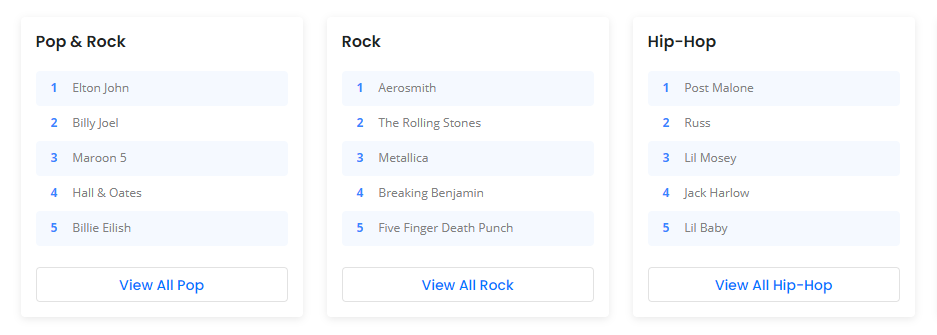 Pop & Rock
1 Elton John
2 Billy Joel
3 Maroon 5
4 Hall & Oates
5 Billie Eilish
View All Pop
Rock
1 Aerosmith
2 The Rolling Stones
3 Metallica
4 Breaking Benjamin
5 Five Finger Death Punch
View All Rock
Hip-Hop
1 Post Malone
2 Russ
3 Lil Mosey
4 Jack Harlow
5 Lil Baby
View All Hip-Hop